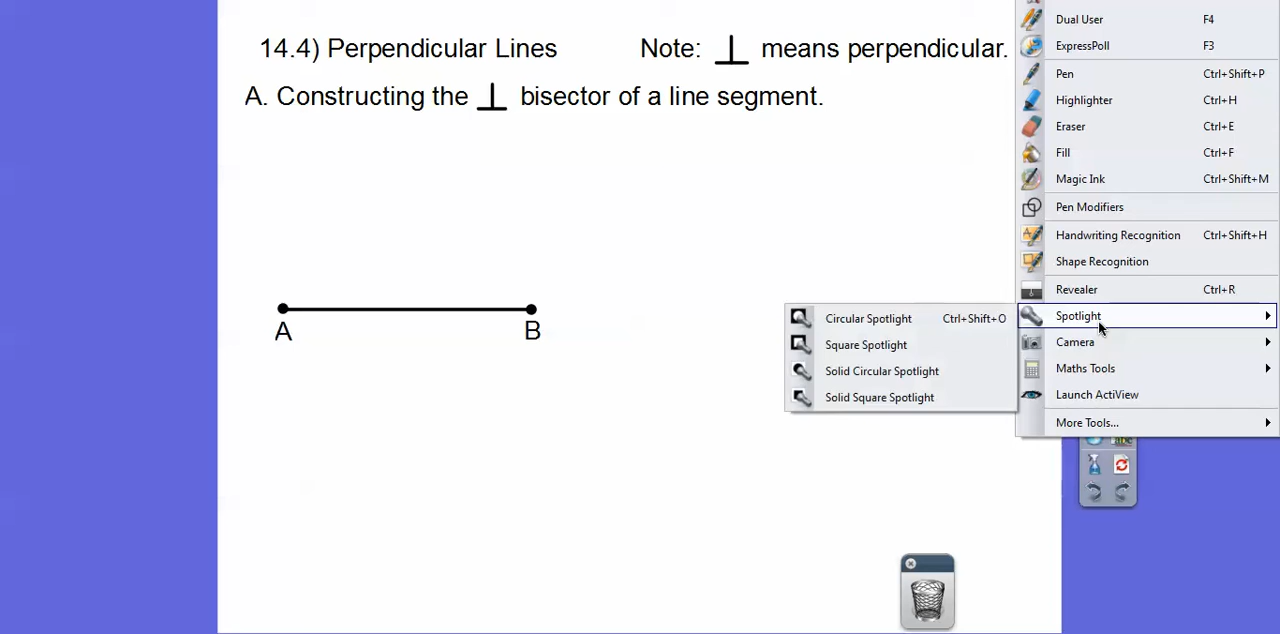 14.4) Perpendicular Lines Note: ⊥ means perpendicular.
A. Constructing the ⊥ bisector of a line segment.
A B
Dual User F4
ExpressPoll F3
Pen Ctrl+Shift+P
Highlighter Ctrl+H
Eraser Ctrl+E
Fill Ctrl+F
Magic Ink Ctrl+Shift+M
Pen Modifiers
Handwriting Recognition Ctrl+Shift+H
Shape Recognition
Revealer Ctrl+R
Spotlight
Camera
Maths Tools
Launch ActiView
More Tools...
Circular Spotlight Ctrl+Shift+O
Square Spotlight
Solid Circular Spotlight
Solid Square Spotlight